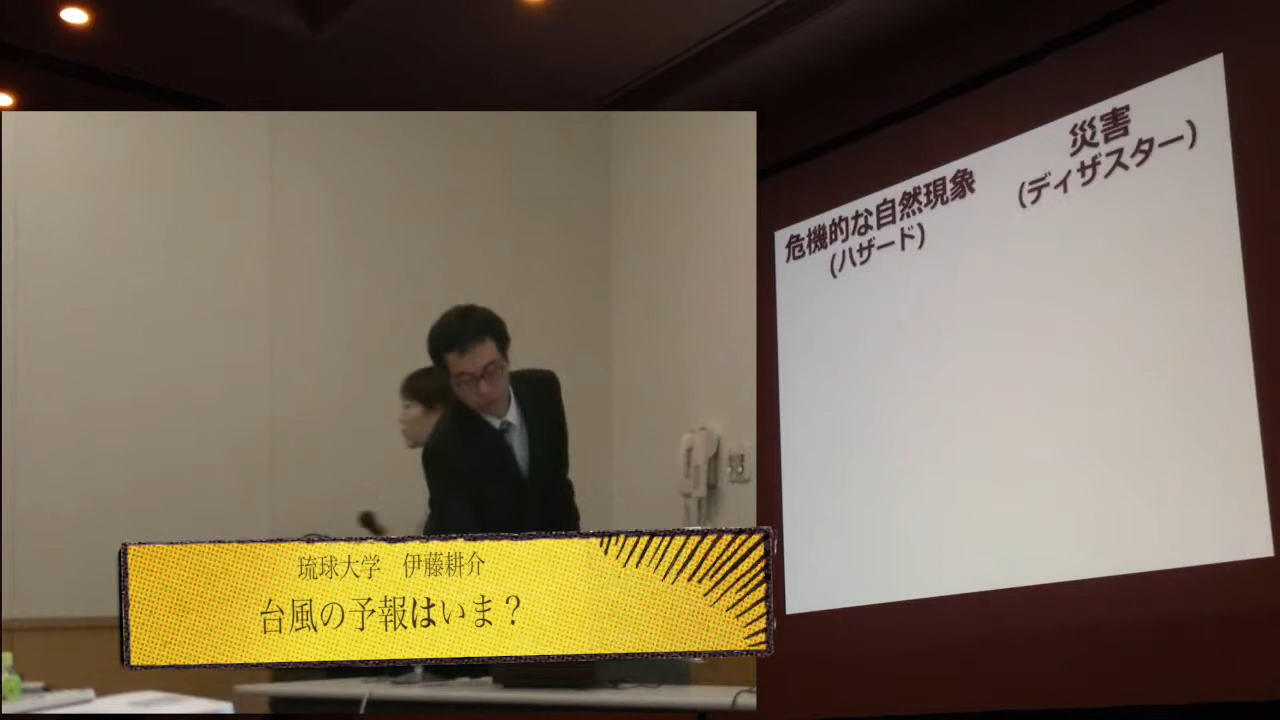 災害
(ディザスター)
危機的な自然現象
(ハザード)
琉球大学　伊藤耕介
台風の予報はいま？